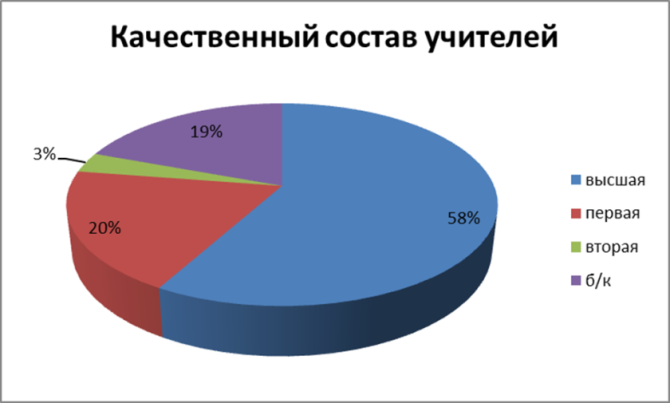 Качественный состав учителей
19%
3%
20%
58%
высшая
первая
вторая
б/к